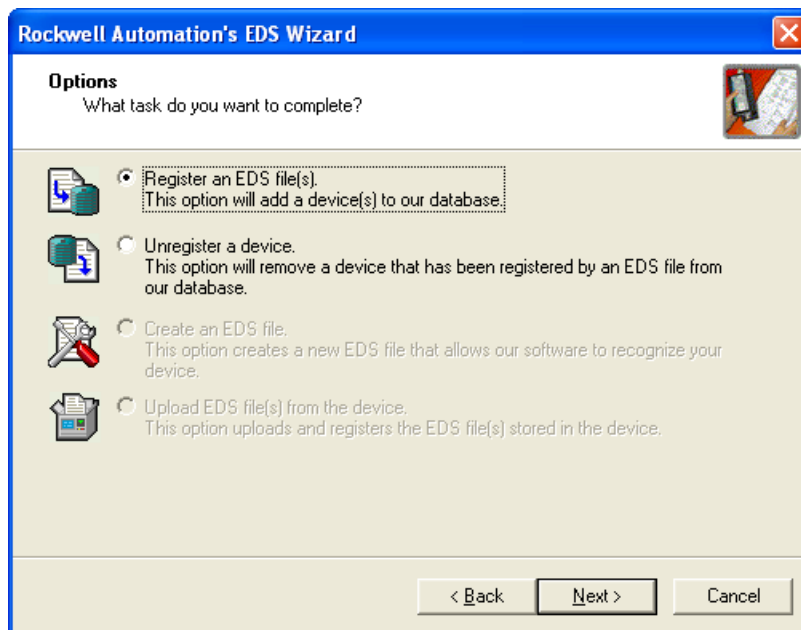 Rockwell Automation's EDS Wizard
Options
What task do you want to complete?
Register an EDS file(s).
This option will add a device(s) to our database.
Unregister a device.
This option will remove a device that has been registered by an EDS file from
our database.
Create an EDS file.
This option creates a new EDS file that allows our software to recognize your
device.
Upload EDS file(s) from the device.
This option uploads and registers the EDS file(s) stored in the device.
< Back
Next >
Cancel